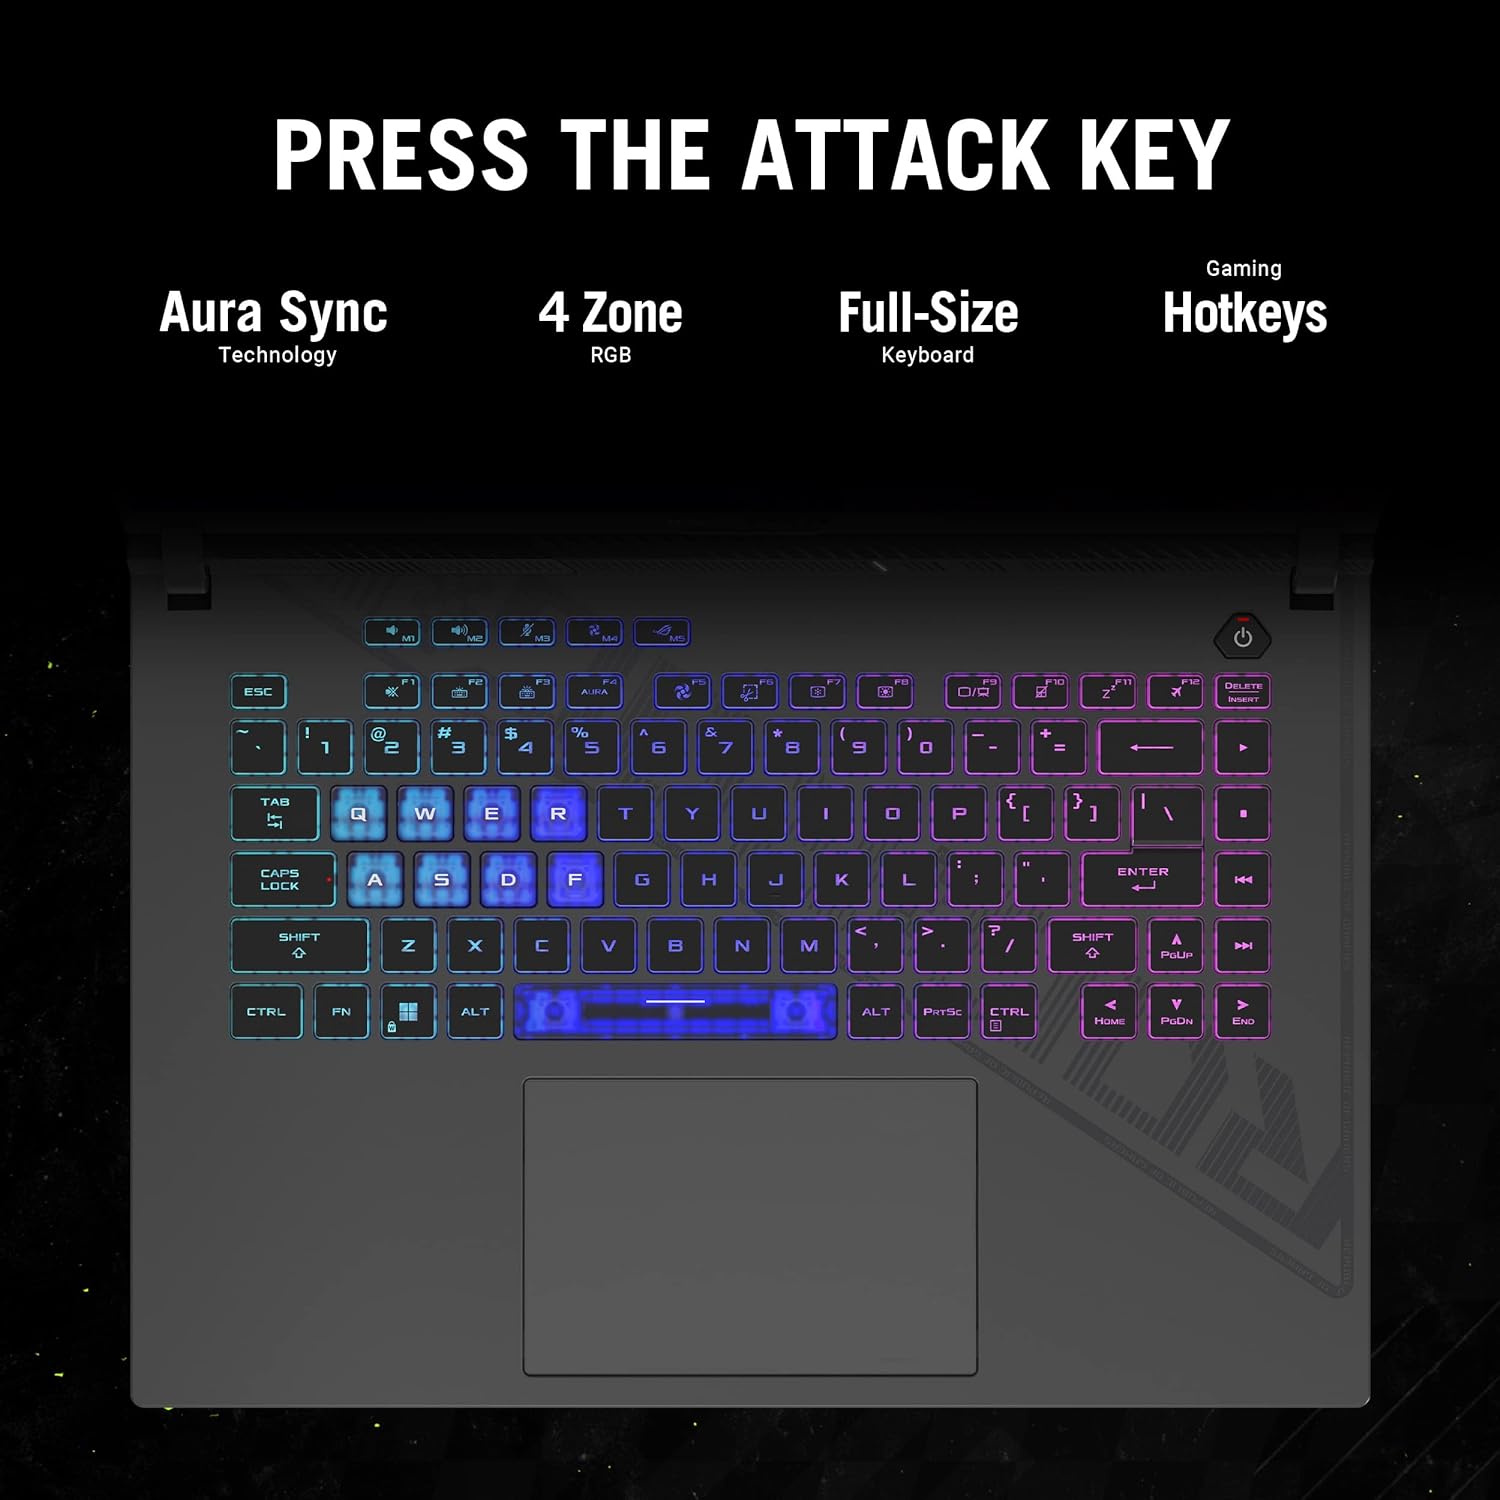 PRESS THE ATTACK KEY
Aura Sync
Technology
4 Zone
RGB
Full-Size
Keyboard
Gaming
Hotkeys
M1 M2 M3 M4 M5
ESC F1 F2 F3 F4 AURA F5 F6 F7 F8 F9 F10 F11 F12 DELETE INSERT
~ ` ! 1 @ 2 # 3 $ 4 % 5 ^ 6 & 7 * 8 ( 9 ) 0 _ - + =
TAB Q W E R T Y U I O P { [ } ] | \
CAPS LOCK A S D F G H J K L : ; " ' ENTER
SHIFT Z X C V B N M < , > . ? / SHIFT PGUP
CTRL FN ALT ALT PRTSC CTRL HOME PGDN END